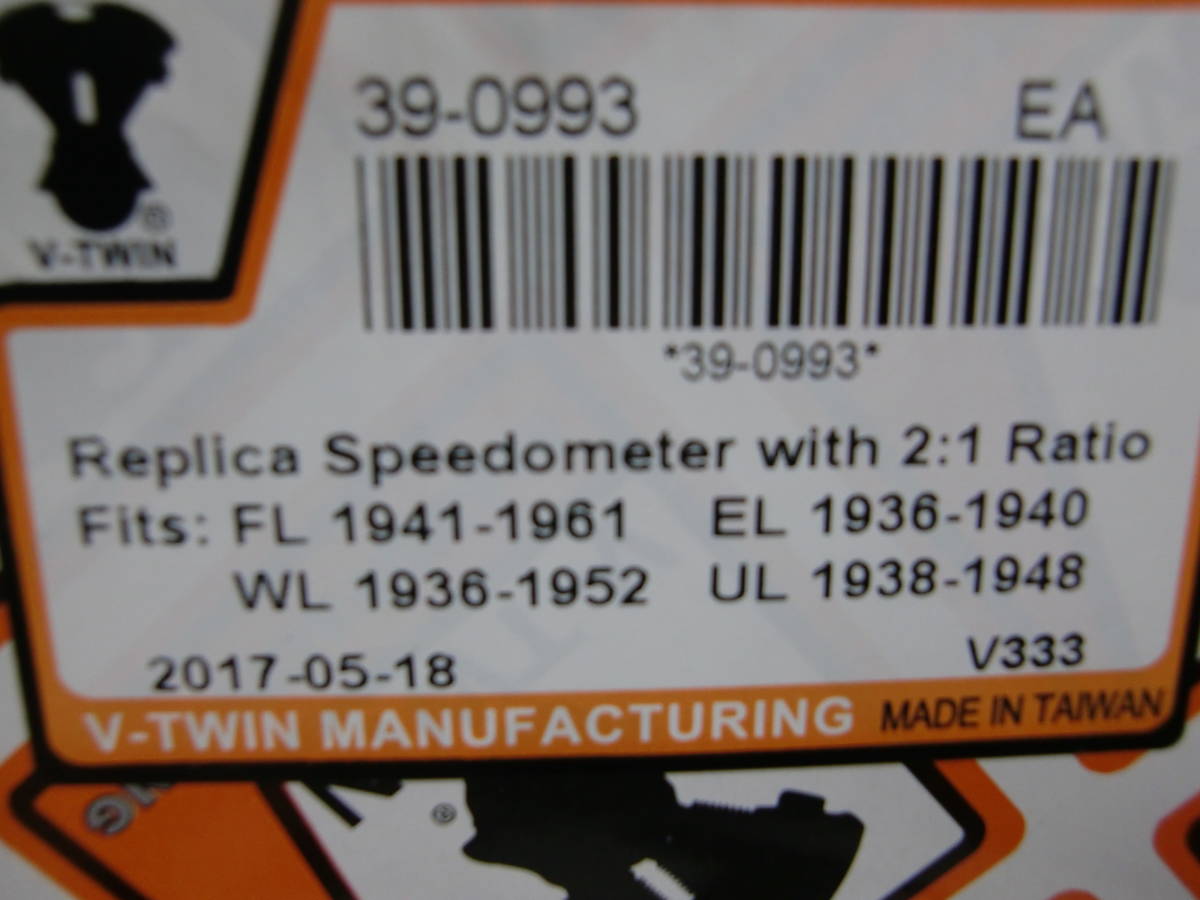 39-0993 EA
®
V-TWIN
*39-0993*
Replica Speedometer with 2:1 Ratio
Fits: FL 1941-1961 EL 1936-1940
WL 1936-1952 UL 1938-1948
2017-05-18 V333
V-TWIN MANUFACTURING MADE IN TAIWAN
®